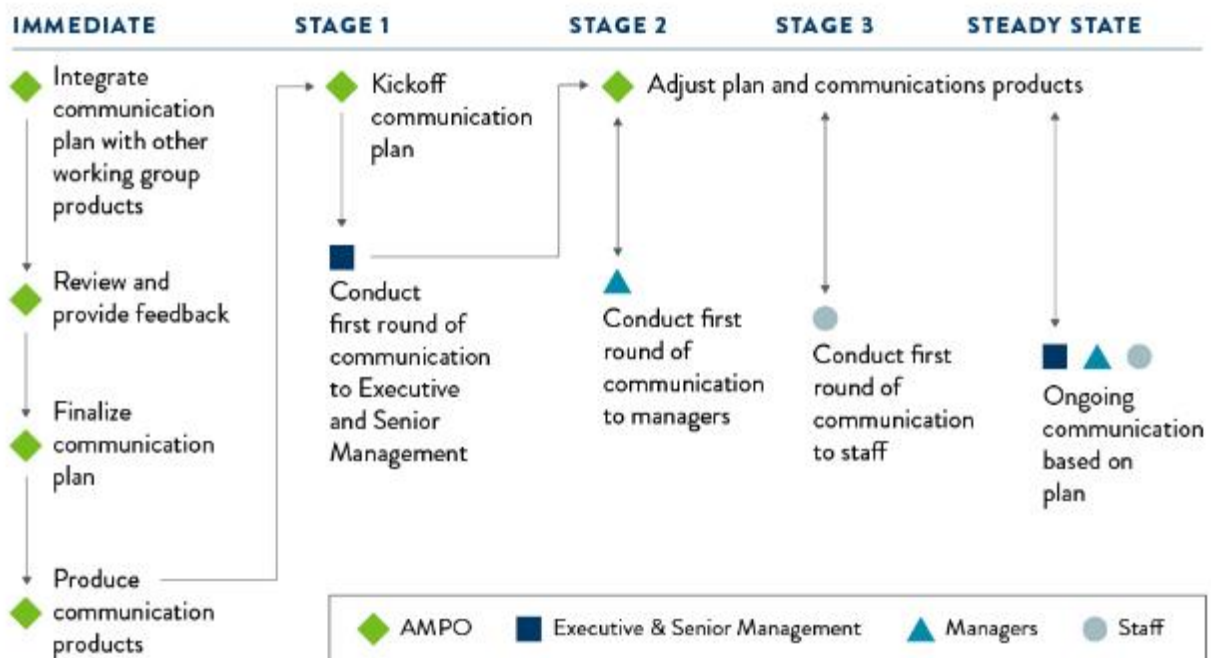 IMMEDIATE
STAGE 1
STAGE 2
STAGE 3
STEADY STATE
Integrate
communication
plan with other
working group
products
Review and
provide feedback
Finalize
communication
plan
Produce
communication
products
Kickoff
communication
plan
Conduct
first round of
communication
to Executive
and Senior
Management
Adjust plan and communications products
Conduct first
round of
communication
to managers
Conduct first
round of
communication
to staff
Ongoing
communication
based on
plan
AMPO
Executive & Senior Management
Managers
Staff